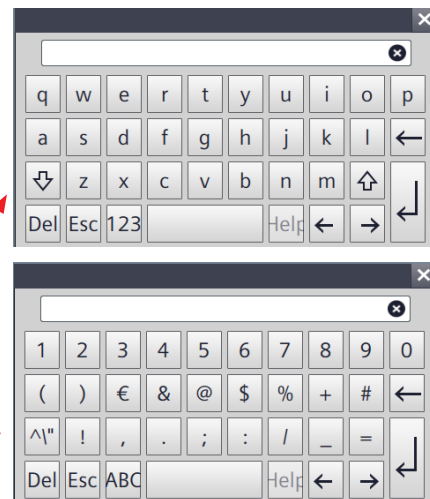 q w e r t y u i o p
a s d f g h j k l
z x c v b n m
Del Esc 123 Help
1 2 3 4 5 6 7 8 9 0
( ) € & @ $ % + #
^\" ! , . ; : / _ =
Del Esc ABC Help